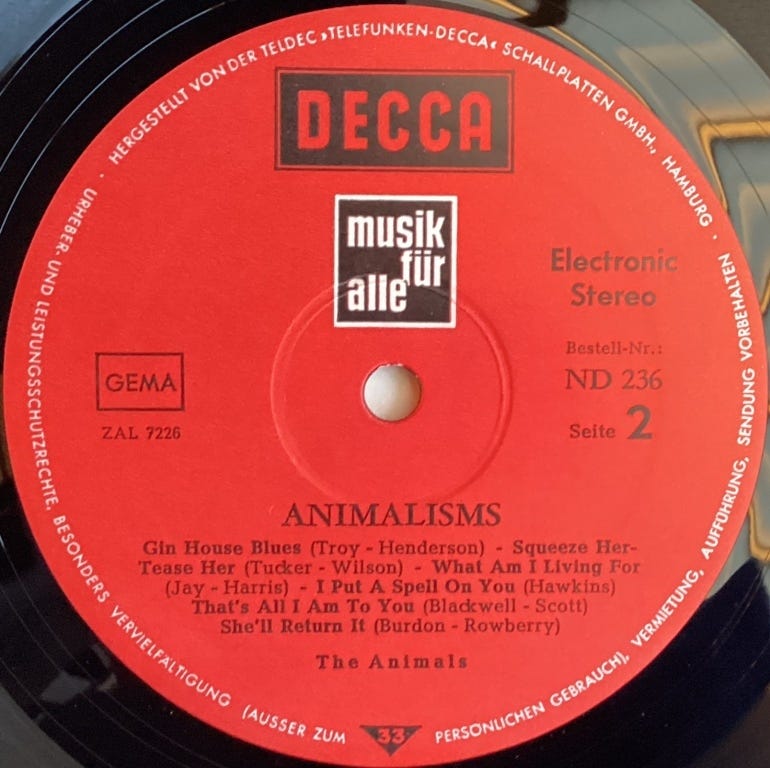 HERGESTELLT VON DER TELDEC »TELEFUNKEN-DECCA« SCHALLPLATTEN GMBH., HAMBURG ·
URHEBER- UND LEISTUNGSSCHUTZRECHTE, BESONDERS VERVIELFÄLTIGUNG (AUSSER ZUM PERSÖNLICHEN GEBRAUCH), VERMIETUNG, AUFFÜHRUNG, SENDUNG VORBEHALTEN ·
DECCA
musik
für
alle
Electronic
Stereo
GEMA
ZAL 7226
Bestell-Nr.:
ND 236
Seite 2
ANIMALISMS
Gin House Blues (Troy - Henderson) - Squeeze Her-
Tease Her (Tucker - Wilson) - What Am I Living For
(Jay - Harris) - I Put A Spell On You (Hawkins)
That's All I Am To You (Blackwell - Scott)
She'll Return It (Burdon - Rowberry)
The Animals
33